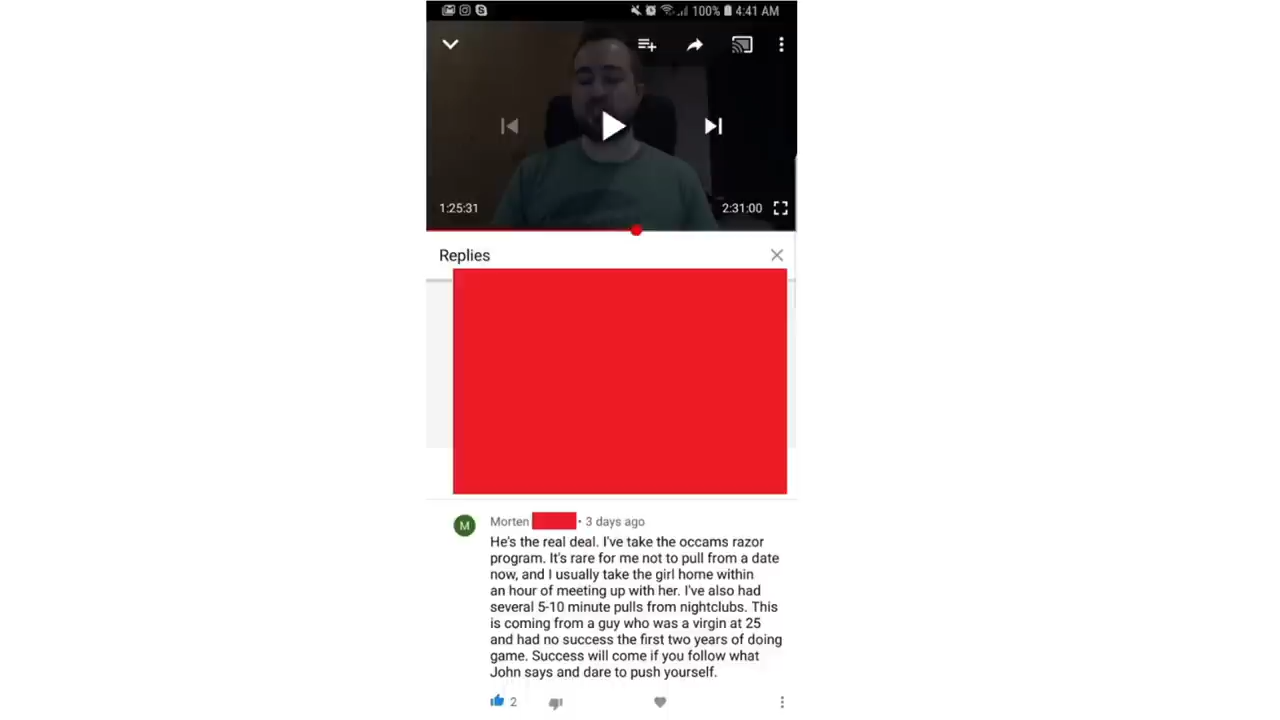 100% 4:41 AM
1:25:31 2:31:00
Replies
M
Morten • 3 days ago
He's the real deal. I've take the occams razor
program. It's rare for me not to pull from a date
now, and I usually take the girl home within
an hour of meeting up with her. I've also had
several 5-10 minute pulls from nightclubs. This
is coming from a guy who was a virgin at 25
and had no success the first two years of doing
game. Success will come if you follow what
John says and dare to push yourself.
2